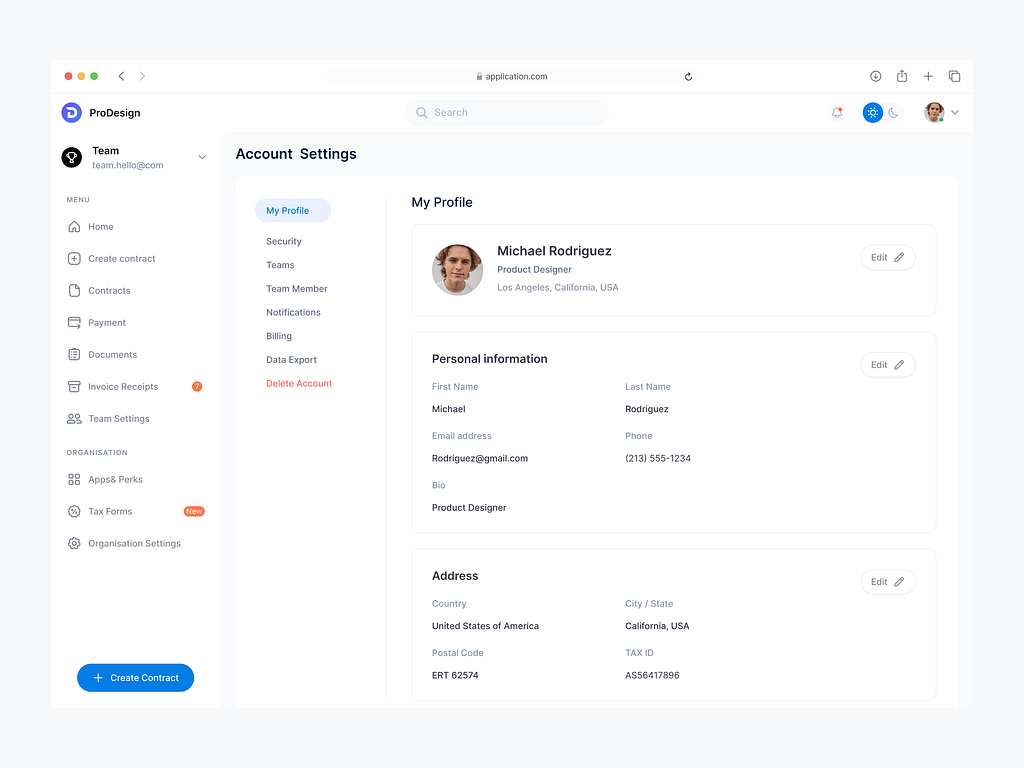 application.com
ProDesign
Search
Team
team.hello@com
MENU
Home
Create contract
Contracts
Payment
Documents
Invoice Receipts 7
Team Settings
ORGANISATION
Apps& Perks
Tax Forms New
Organisation Settings
Create Contract
Account Settings
My Profile
Security
Teams
Team Member
Notifications
Billing
Data Export
Delete Account
My Profile
Michael Rodriguez
Product Designer
Los Angeles, California, USA
Edit
Personal information
Edit
First Name Last Name
Michael Rodriguez
Email address Phone
Rodriguez@gmail.com (213) 555-1234
Bio
Product Designer
Address
Edit
Country City / State
United States of America California, USA
Postal Code TAX ID
ERT 62574 AS56417896